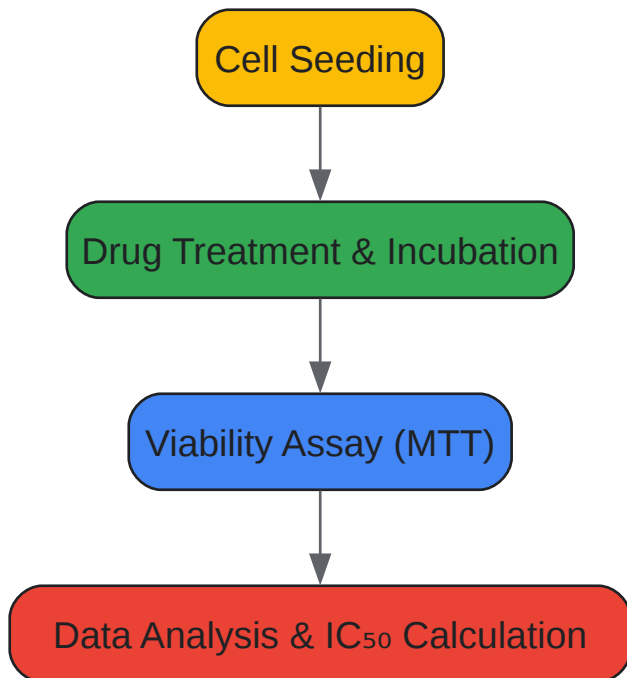 Cell Seeding
Drug Treatment & Incubation
Viability Assay (MTT)
Data Analysis & IC₅₀ Calculation